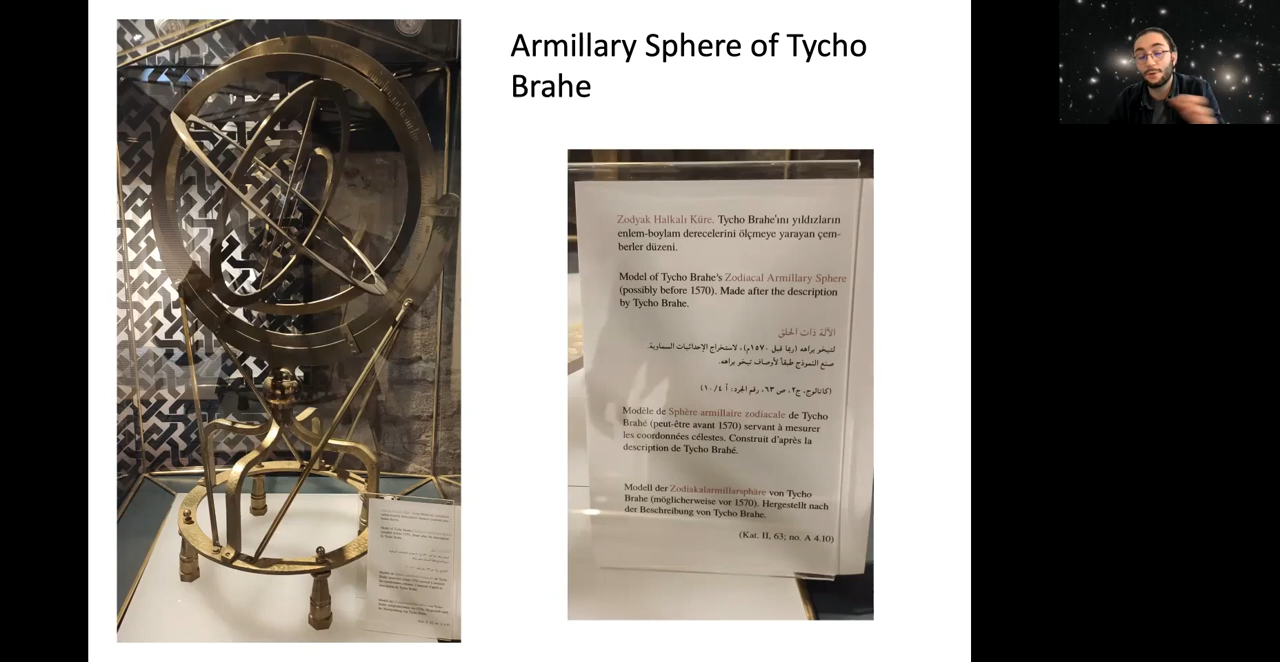 Armillary Sphere of Tycho
Brahe
Zodyak Halkalı Küre. Tycho Brahe'ını yıldızların
enlem-boylam derecelerini ölçmeye yarayan çem-
berler düzeni.
Model of Tycho Brahe's Zodiacal Armillary Sphere
(possibly before 1570). Made after the description
by Tycho Brahe.
الآلة ذات الحلق
لتيخو براهه (ربما قبل ١٥٧٠م)، لاستخراج الإحداثيات السماوية.
صنع النموذج طبقاً لأوصاف تيخو براهه.
(كاتالوج، ج٢، ص ٦٣، رقم الجرد: أ ١٠/٤)
Modèle de Sphère armillaire zodiacale de Tycho
Brahé (peut-être avant 1570) servant à mesurer
les coordonnées célestes. Construit d'après la
description de Tycho Brahé.
Modell der Zodiakalarmillarsphäre von Tycho
Brahe (möglicherweise vor 1570). Hergestellt nach
der Beschreibung von Tycho Brahe.
(Kat. II, 63; no. A 4.10)